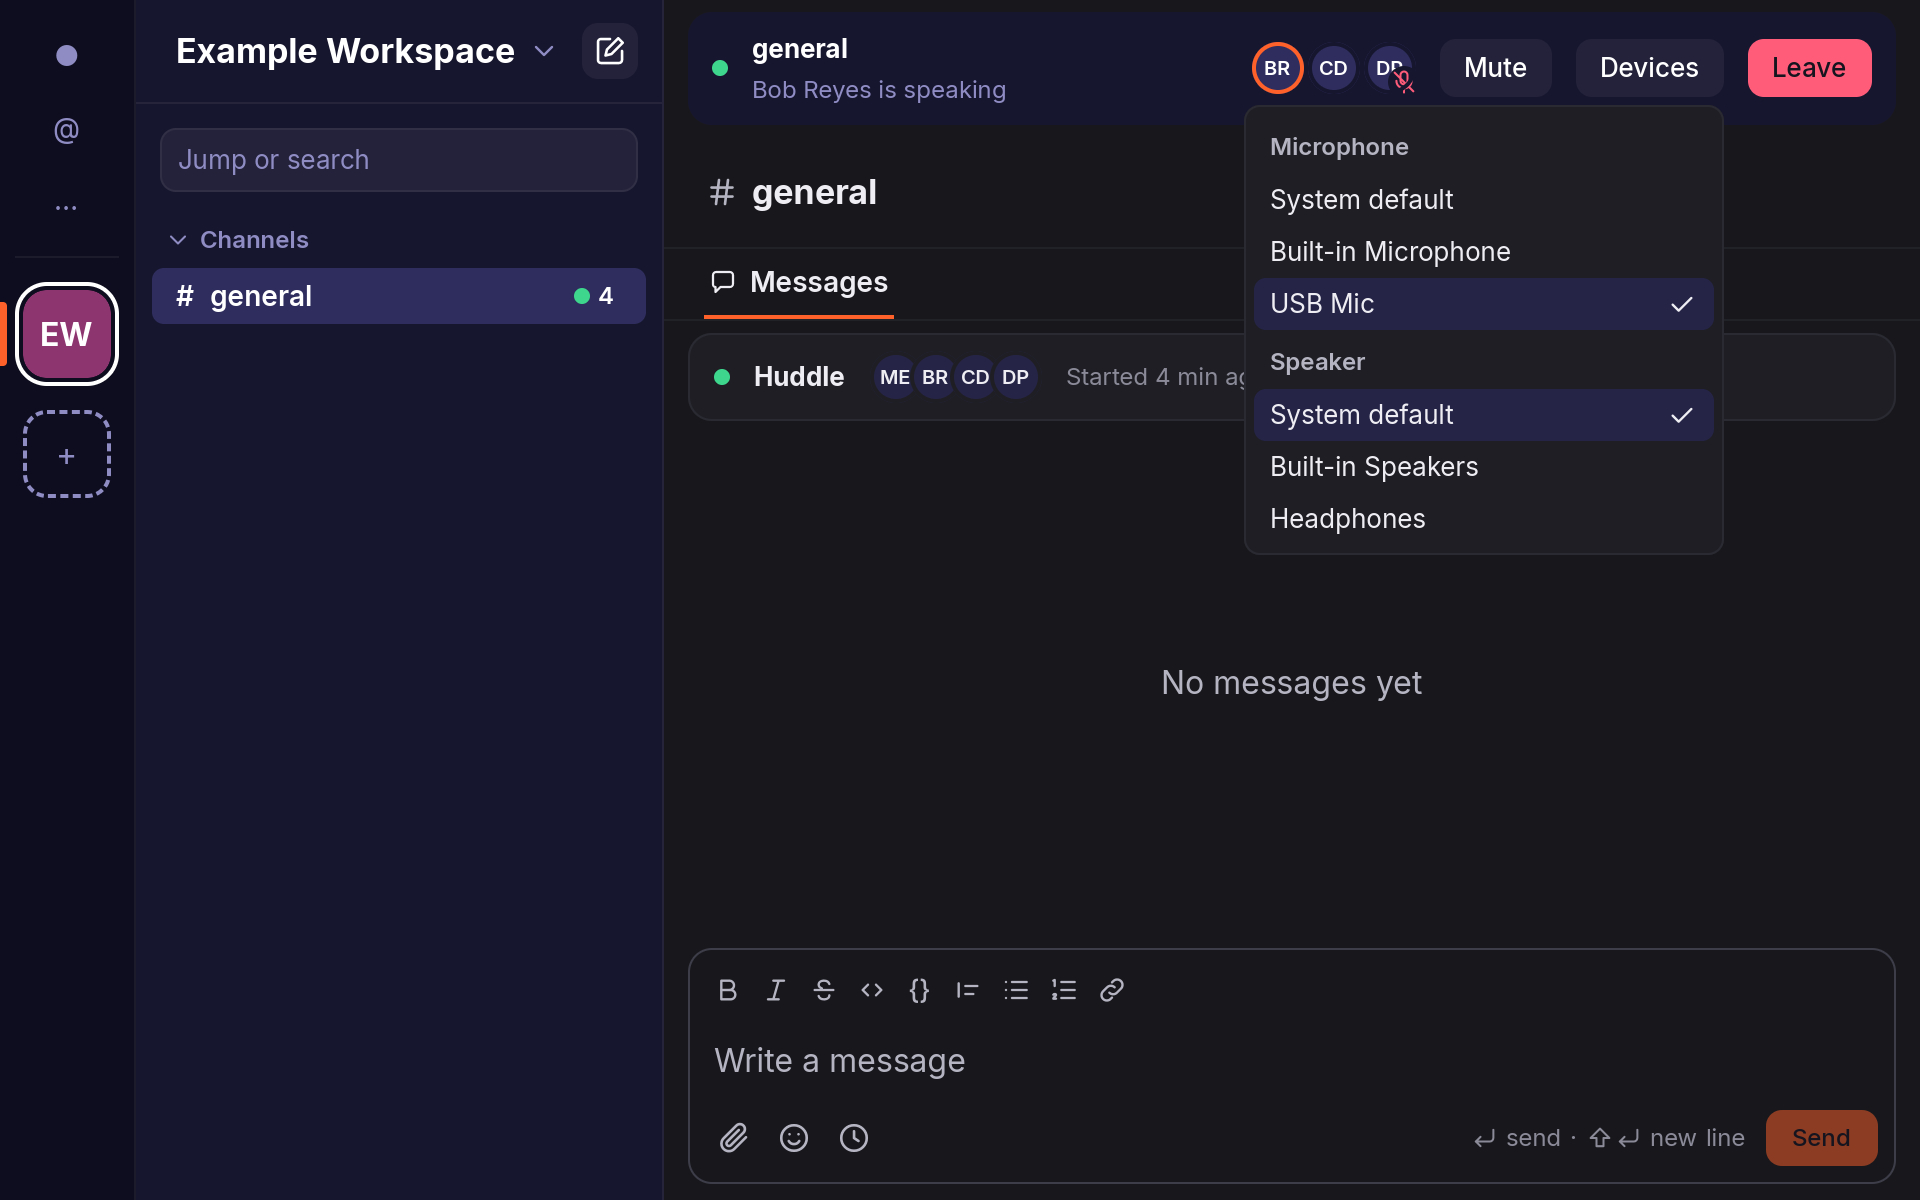 Example Workspace
@
...
EW
+
Jump or search
Channels
# general 4
general
Bob Reyes is speaking
BR CD DP
Mute
Devices
Leave
# general
Messages
Huddle ME BR CD DP Started 4 min
Microphone
System default
Built-in Microphone
USB Mic
Speaker
System default
Built-in Speakers
Headphones
No messages yet
Write a message
send · new line
Send